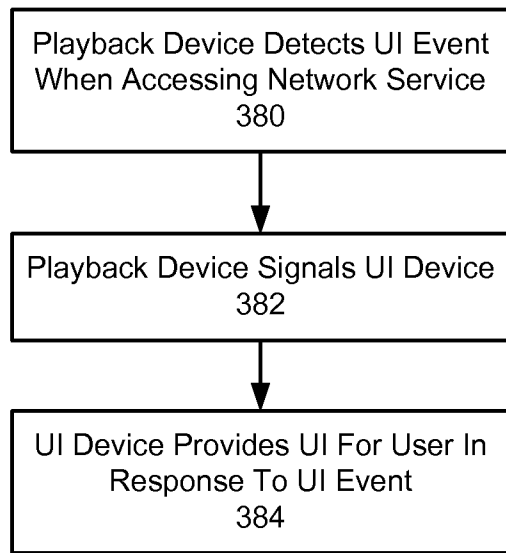 Playback Device Detects UI Event
When Accessing Network Service
380
Playback Device Signals UI Device
382
UI Device Provides UI For User In
Response To UI Event
384